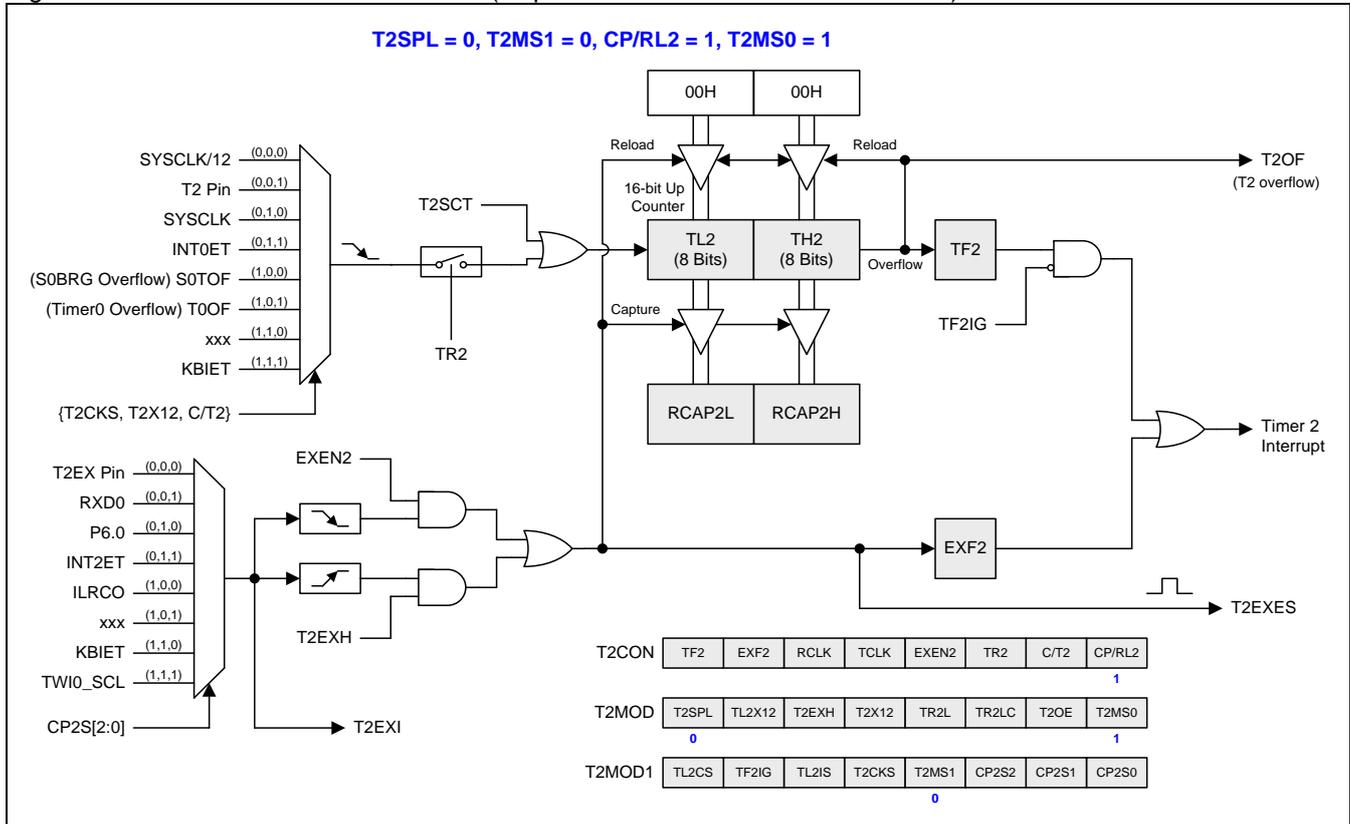 T2SPL = 0, T2MS1 = 0, CP/RL2 = 1, T2MS0 = 1
00H 00H
Reload Reload
SYSCLK/12 (0,0,0)
T2 Pin (0,0,1)
SYSCLK (0,1,0)
INT0ET (0,1,1)
(S0BRG Overflow) S0TOF (1,0,0)
(Timer0 Overflow) T0OF (1,0,1)
xxx (1,1,0)
KBIET (1,1,1)
{T2CKS, T2X12, C/T2}
TR2
T2SCT
16-bit Up
Counter
TL2
(8 Bits)
TH2
(8 Bits)
Overflow
TF2
T2OF
(T2 overflow)
TF2IG
Capture
RCAP2L RCAP2H
Timer 2
Interrupt
T2EX Pin (0,0,0)
RXD0 (0,0,1)
P6.0 (0,1,0)
INT2ET (0,1,1)
ILRCO (1,0,0)
xxx (1,0,1)
KBIET (1,1,0)
TWI0_SCL (1,1,1)
CP2S[2:0]
EXEN2
T2EXH
T2EXI
EXF2
T2EXES
T2CON TF2 EXF2 RCLK TCLK EXEN2 TR2 C/T2 CP/RL2
1
T2MOD T2SPL TL2X12 T2EXH T2X12 TR2L TR2LC T2OE T2MS0
0 1
T2MOD1 TL2CS TF2IG TL2IS T2CKS T2MS1 CP2S2 CP2S1 CP2S0
0